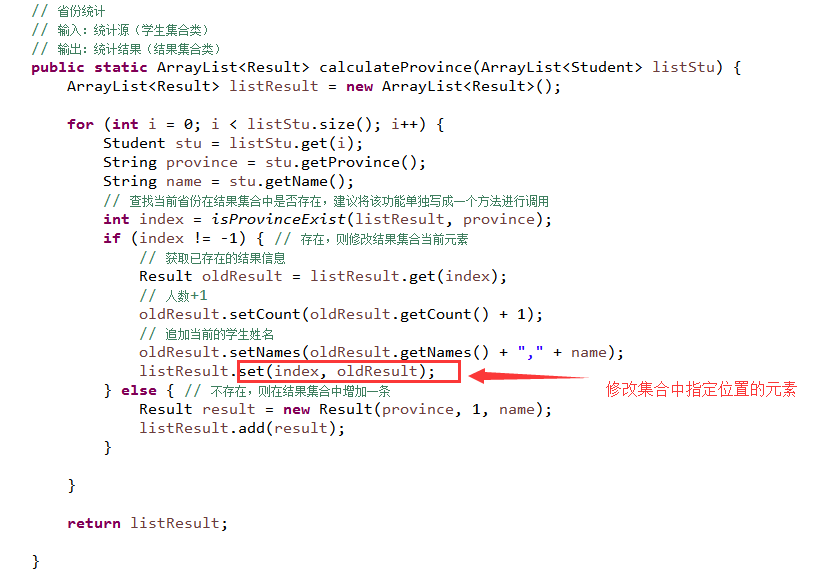 // 省份统计
// 输入：统计源（学生集合类）
// 输出：统计结果（结果集合类）
public static ArrayList<Result> calculateProvince(ArrayList<Student> listStu) {
    ArrayList<Result> listResult = new ArrayList<Result>();

    for (int i = 0; i < listStu.size(); i++) {
        Student stu = listStu.get(i);
        String province = stu.getProvince();
        String name = stu.getName();
        // 查找当前省份在结果集合中是否存在，建议将该功能单独写成一个方法进行调用
        int index = isProvinceExist(listResult, province);
        if (index != -1) { // 存在，则修改结果集合当前元素
            // 获取已存在的结果信息
            Result oldResult = listResult.get(index);
            // 人数+1
            oldResult.setCount(oldResult.getCount() + 1);
            // 追加当前的学生姓名
            oldResult.setNames(oldResult.getNames() + "," + name);
            listResult.set(index, oldResult);
修改集合中指定位置的元素
        } else { // 不存在，则在结果集合中增加一条
            Result result = new Result(province, 1, name);
            listResult.add(result);
        }

    }

    return listResult;

}